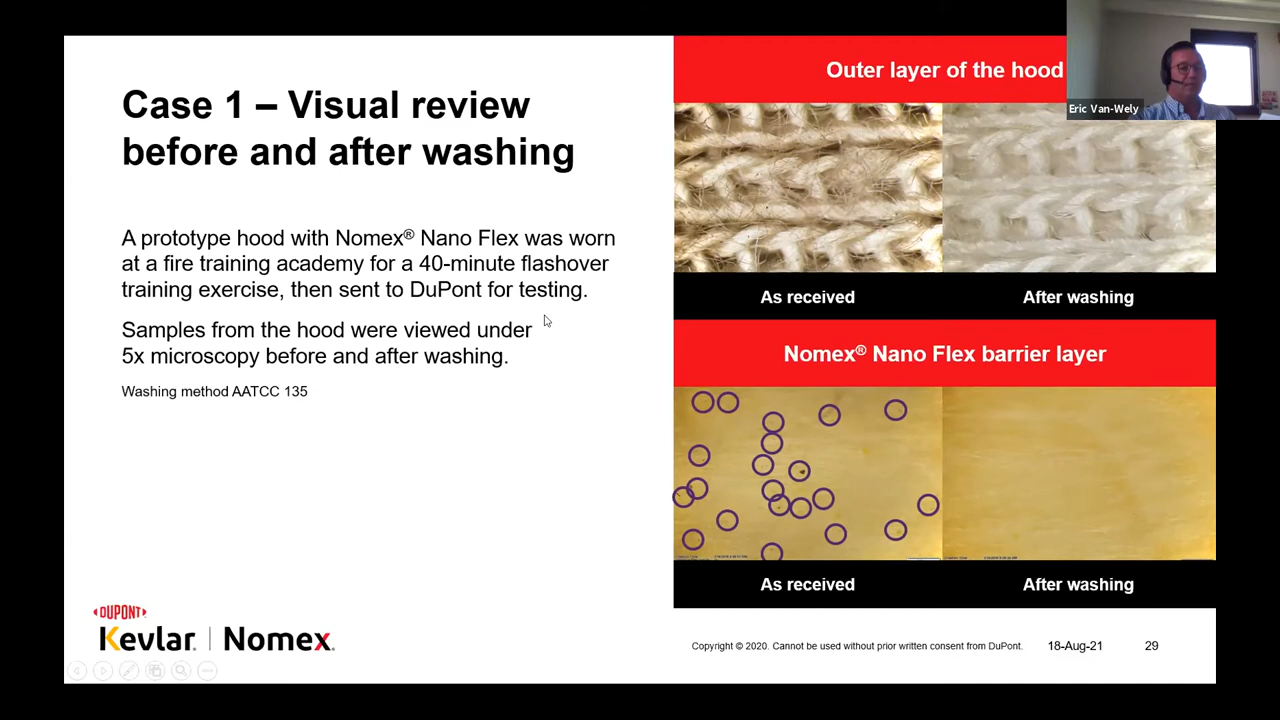 Case 1 – Visual review
before and after washing
A prototype hood with Nomex® Nano Flex was worn
at a fire training academy for a 40-minute flashover
training exercise, then sent to DuPont for testing.
Samples from the hood were viewed under
5x microscopy before and after washing.
Washing method AATCC 135
Outer layer of the hood
Eric Van-Wely
As received
After washing
Nomex® Nano Flex barrier layer
As received
After washing
DUPONT
Kevlar. | Nomex.
Copyright © 2020. Cannot be used without prior written consent from DuPont.
18-Aug-21
29